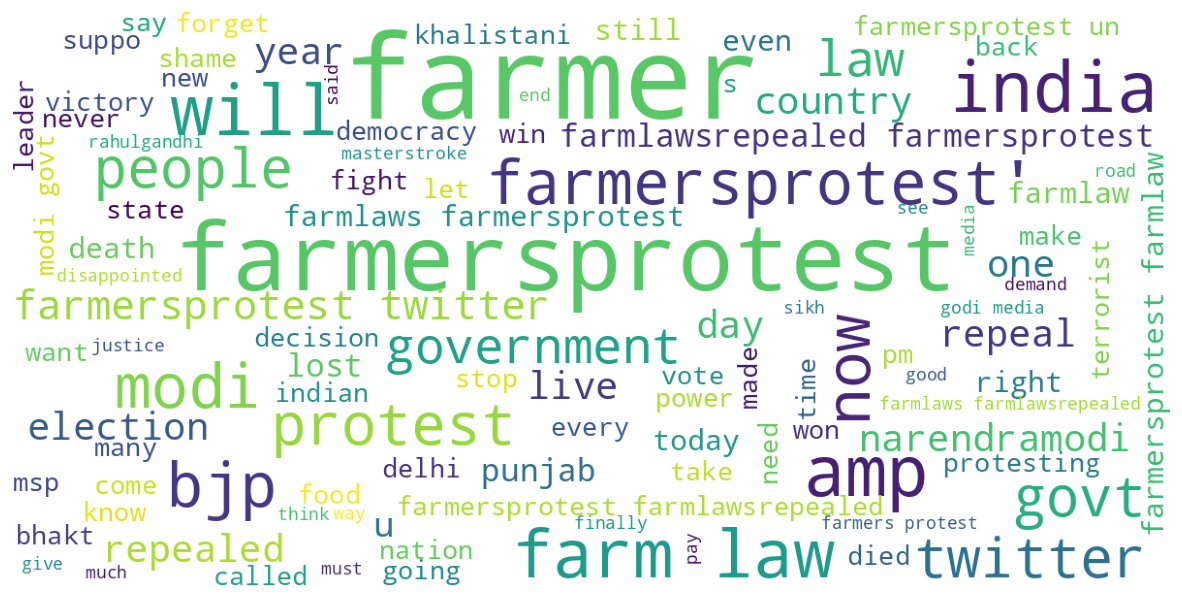 say forget
suppo
shame
new
year
farmer
khalistani
still
even
farmersprotest un
back
law
india
leader
victory
never
will
said
end
s
country
rahulgandhi
democracy
masterstroke
win
farmlawsrepealed farmersprotest
people
fight
let
farmersprotest'
farmlaw
road
modi govt
state
farmlaws farmersprotest
see
media
death
disappointed
farmersprotest
make
one
demand
terrorist
farmersprotest farmlaw
farmersprotest twitter
sikh
godi media
want
justice
decision
government
day
now
repeal
lost
modi
indian
stop
live
vote
power
made
time
pm
good
right
farmlaws farmlawsrepealed
election
many
protest
every
today
need
won
narendramodi
msp
come
know
bjp
delhi
punjab
take
amp
protesting
food
think
way
farmersprotest farmlawsrepealed
govt
bhakt
give
much
repealed
called
must
u
nation
going
farm law
finally
pay
farmers protest
died
twitter